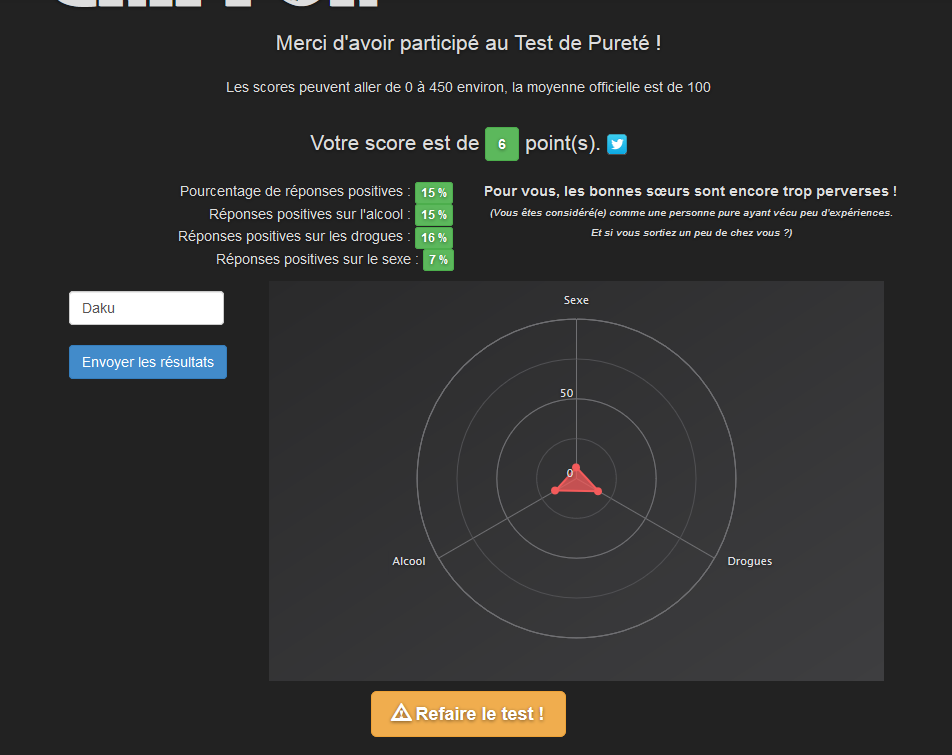 Merci d'avoir participé au Test de Pureté !
Les scores peuvent aller de 0 à 450 environ, la moyenne officielle est de 100
Votre score est de 6 point(s).
Pourcentage de réponses positives : 15 %
Réponses positives sur l'alcool : 15 %
Réponses positives sur les drogues : 16 %
Réponses positives sur le sexe : 7 %
Pour vous, les bonnes sœurs sont encore trop perverses !
(Vous êtes considéré(e) comme une personne pure ayant vécu peu d'expériences.
Et si vous sortiez un peu de chez vous ?)
Daku
Envoyer les résultats
Sexe
50
0
Alcool
Drogues
Refaire le test !